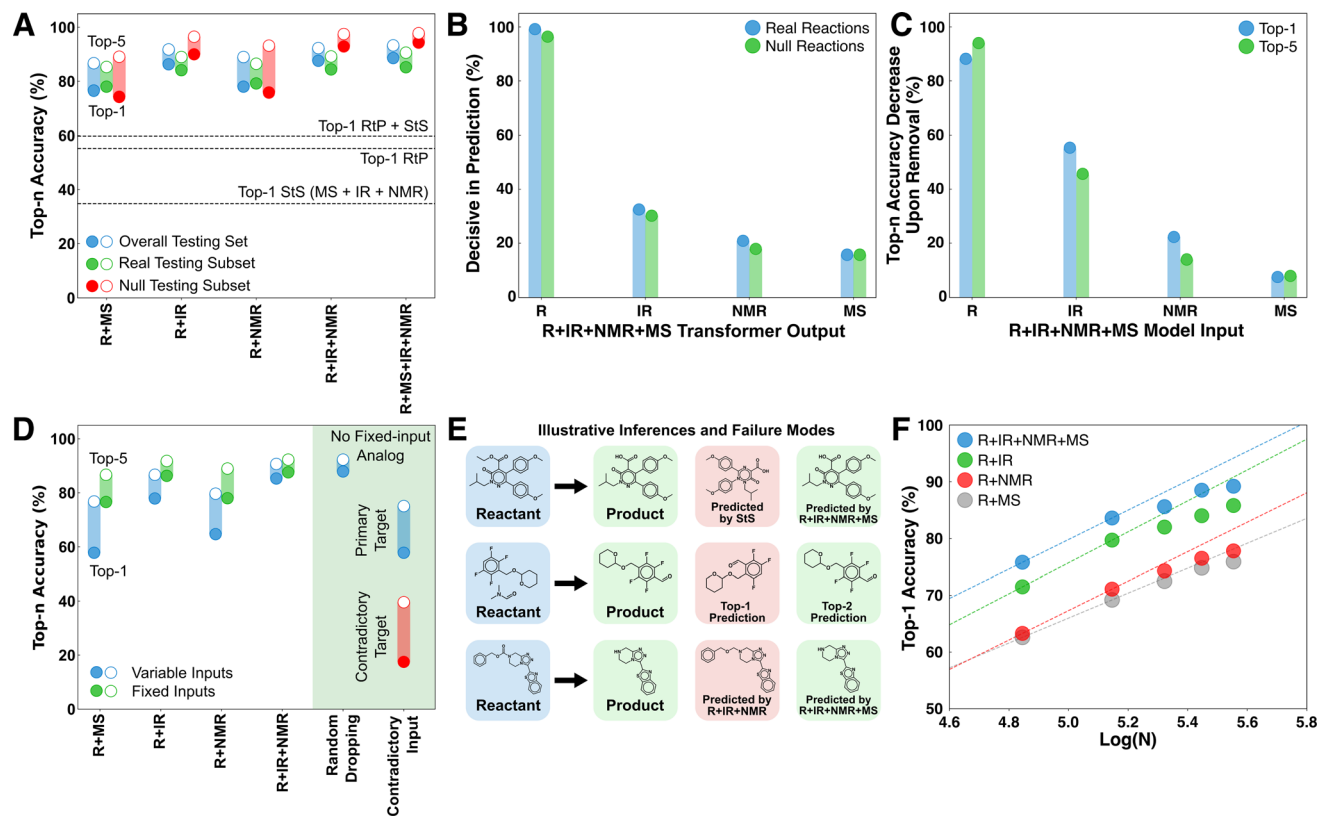 A
Top-n Accuracy (%)
100
80
60
40
20
0
Top-5
Top-1
Top-1 RtP + StS
Top-1 RtP
Top-1 StS (MS + IR + NMR)
Overall Testing Set
Real Testing Subset
Null Testing Subset
R+MS
R+IR
R+NMR
R+IR+NMR
R+MS+IR+NMR
B
Decisive in Prediction (%)
100
80
60
40
20
0
Real Reactions
Null Reactions
R
IR
NMR
MS
R+IR+NMR+MS Transformer Output
C
Top-n Accuracy Decrease
Upon Removal (%)
100
80
60
40
20
0
Top-1
Top-5
R
IR
NMR
MS
R+IR+NMR+MS Model Input
D
Top-n Accuracy (%)
100
80
60
40
20
0
Top-5
Top-1
No Fixed-input
Analog
Primary
Target
Contradictory
Target
Variable Inputs
Fixed Inputs
R+MS
R+IR
R+NMR
R+IR+NMR
Random
Dropping
Contradictory
Input
E
Illustrative Inferences and Failure Modes
Reactant
Product
Predicted
by StS
Predicted by
R+IR+NMR+MS
Reactant
Product
Top-1
Prediction
Top-2
Prediction
Reactant
Product
Predicted by
R+IR+NMR
Predicted by
R+IR+NMR+MS
F
Top-1 Accuracy (%)
100
90
80
70
60
50
R+IR+NMR+MS
R+IR
R+NMR
R+MS
4.6
4.8
5.0
5.2
5.4
5.6
5.8
Log(N)